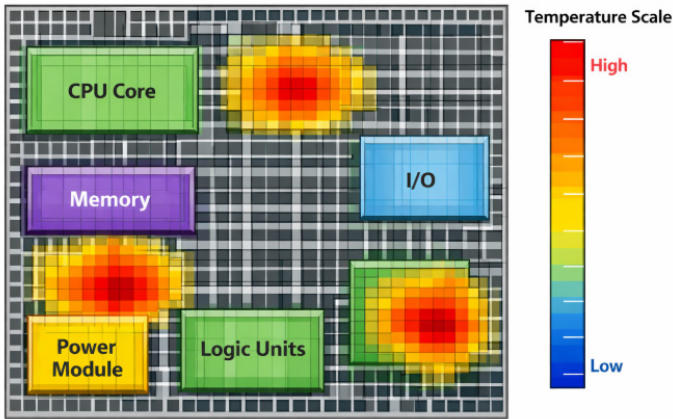 Temperature Scale
High
CPU Core
I/O
Memory
Power
Module
Logic Units
Low